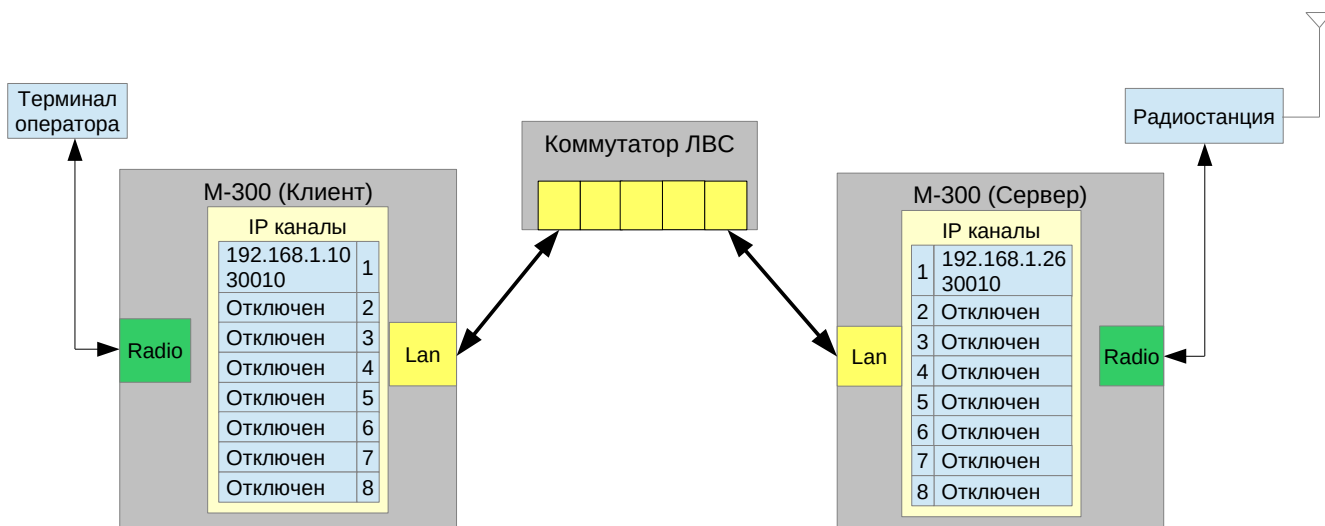 Терминал
оператора
М-300 (Клиент)
IP каналы
192.168.1.10
30010
1
Отключен 2
Отключен 3
Отключен 4
Отключен 5
Отключен 6
Отключен 7
Отключен 8
Radio
Lan
Коммутатор ЛВС
М-300 (Сервер)
IP каналы
1
192.168.1.26
30010
2 Отключен
3 Отключен
4 Отключен
5 Отключен
6 Отключен
7 Отключен
8 Отключен
Lan
Radio
Радиостанция